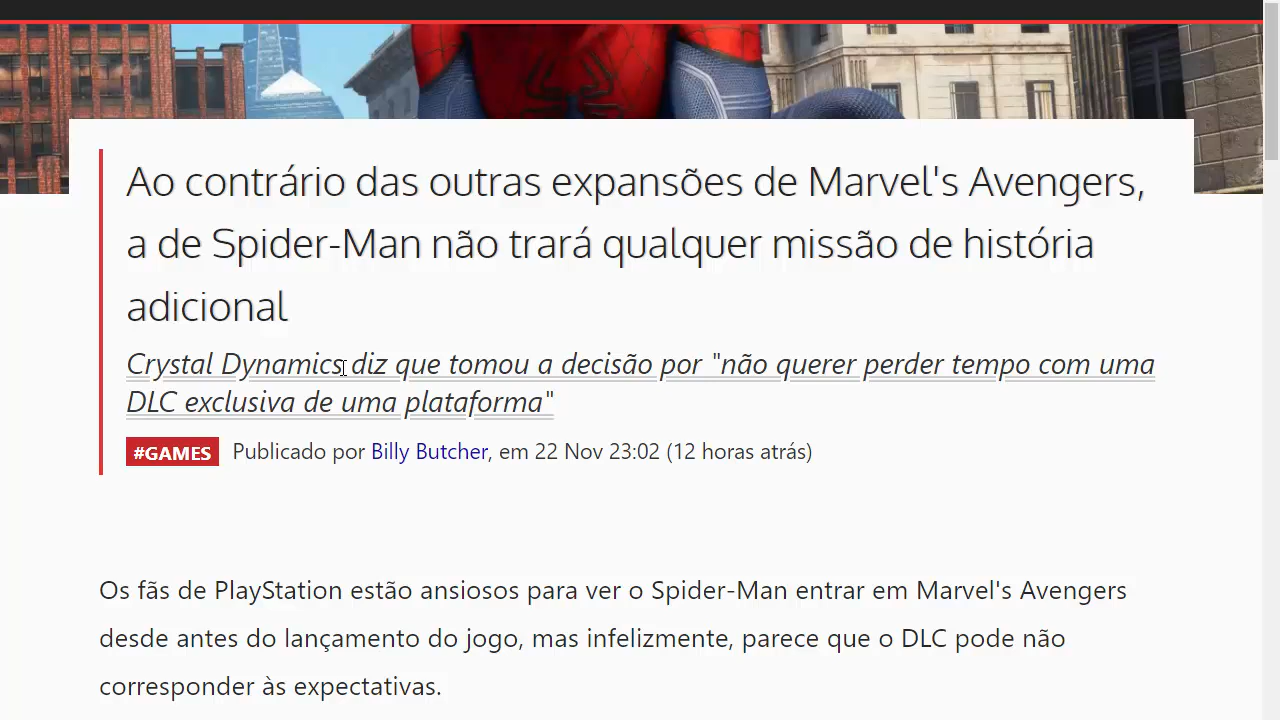 Ao contrário das outras expansões de Marvel's Avengers,
a de Spider-Man não trará qualquer missão de história
adicional
Crystal Dynamics diz que tomou a decisão por "não querer perder tempo com uma
DLC exclusiva de uma plataforma"
#GAMES Publicado por Billy Butcher, em 22 Nov 23:02 (12 horas atrás)
Os fãs de PlayStation estão ansiosos para ver o Spider-Man entrar em Marvel's Avengers
desde antes do lançamento do jogo, mas infelizmente, parece que o DLC pode não
corresponder às expectativas.